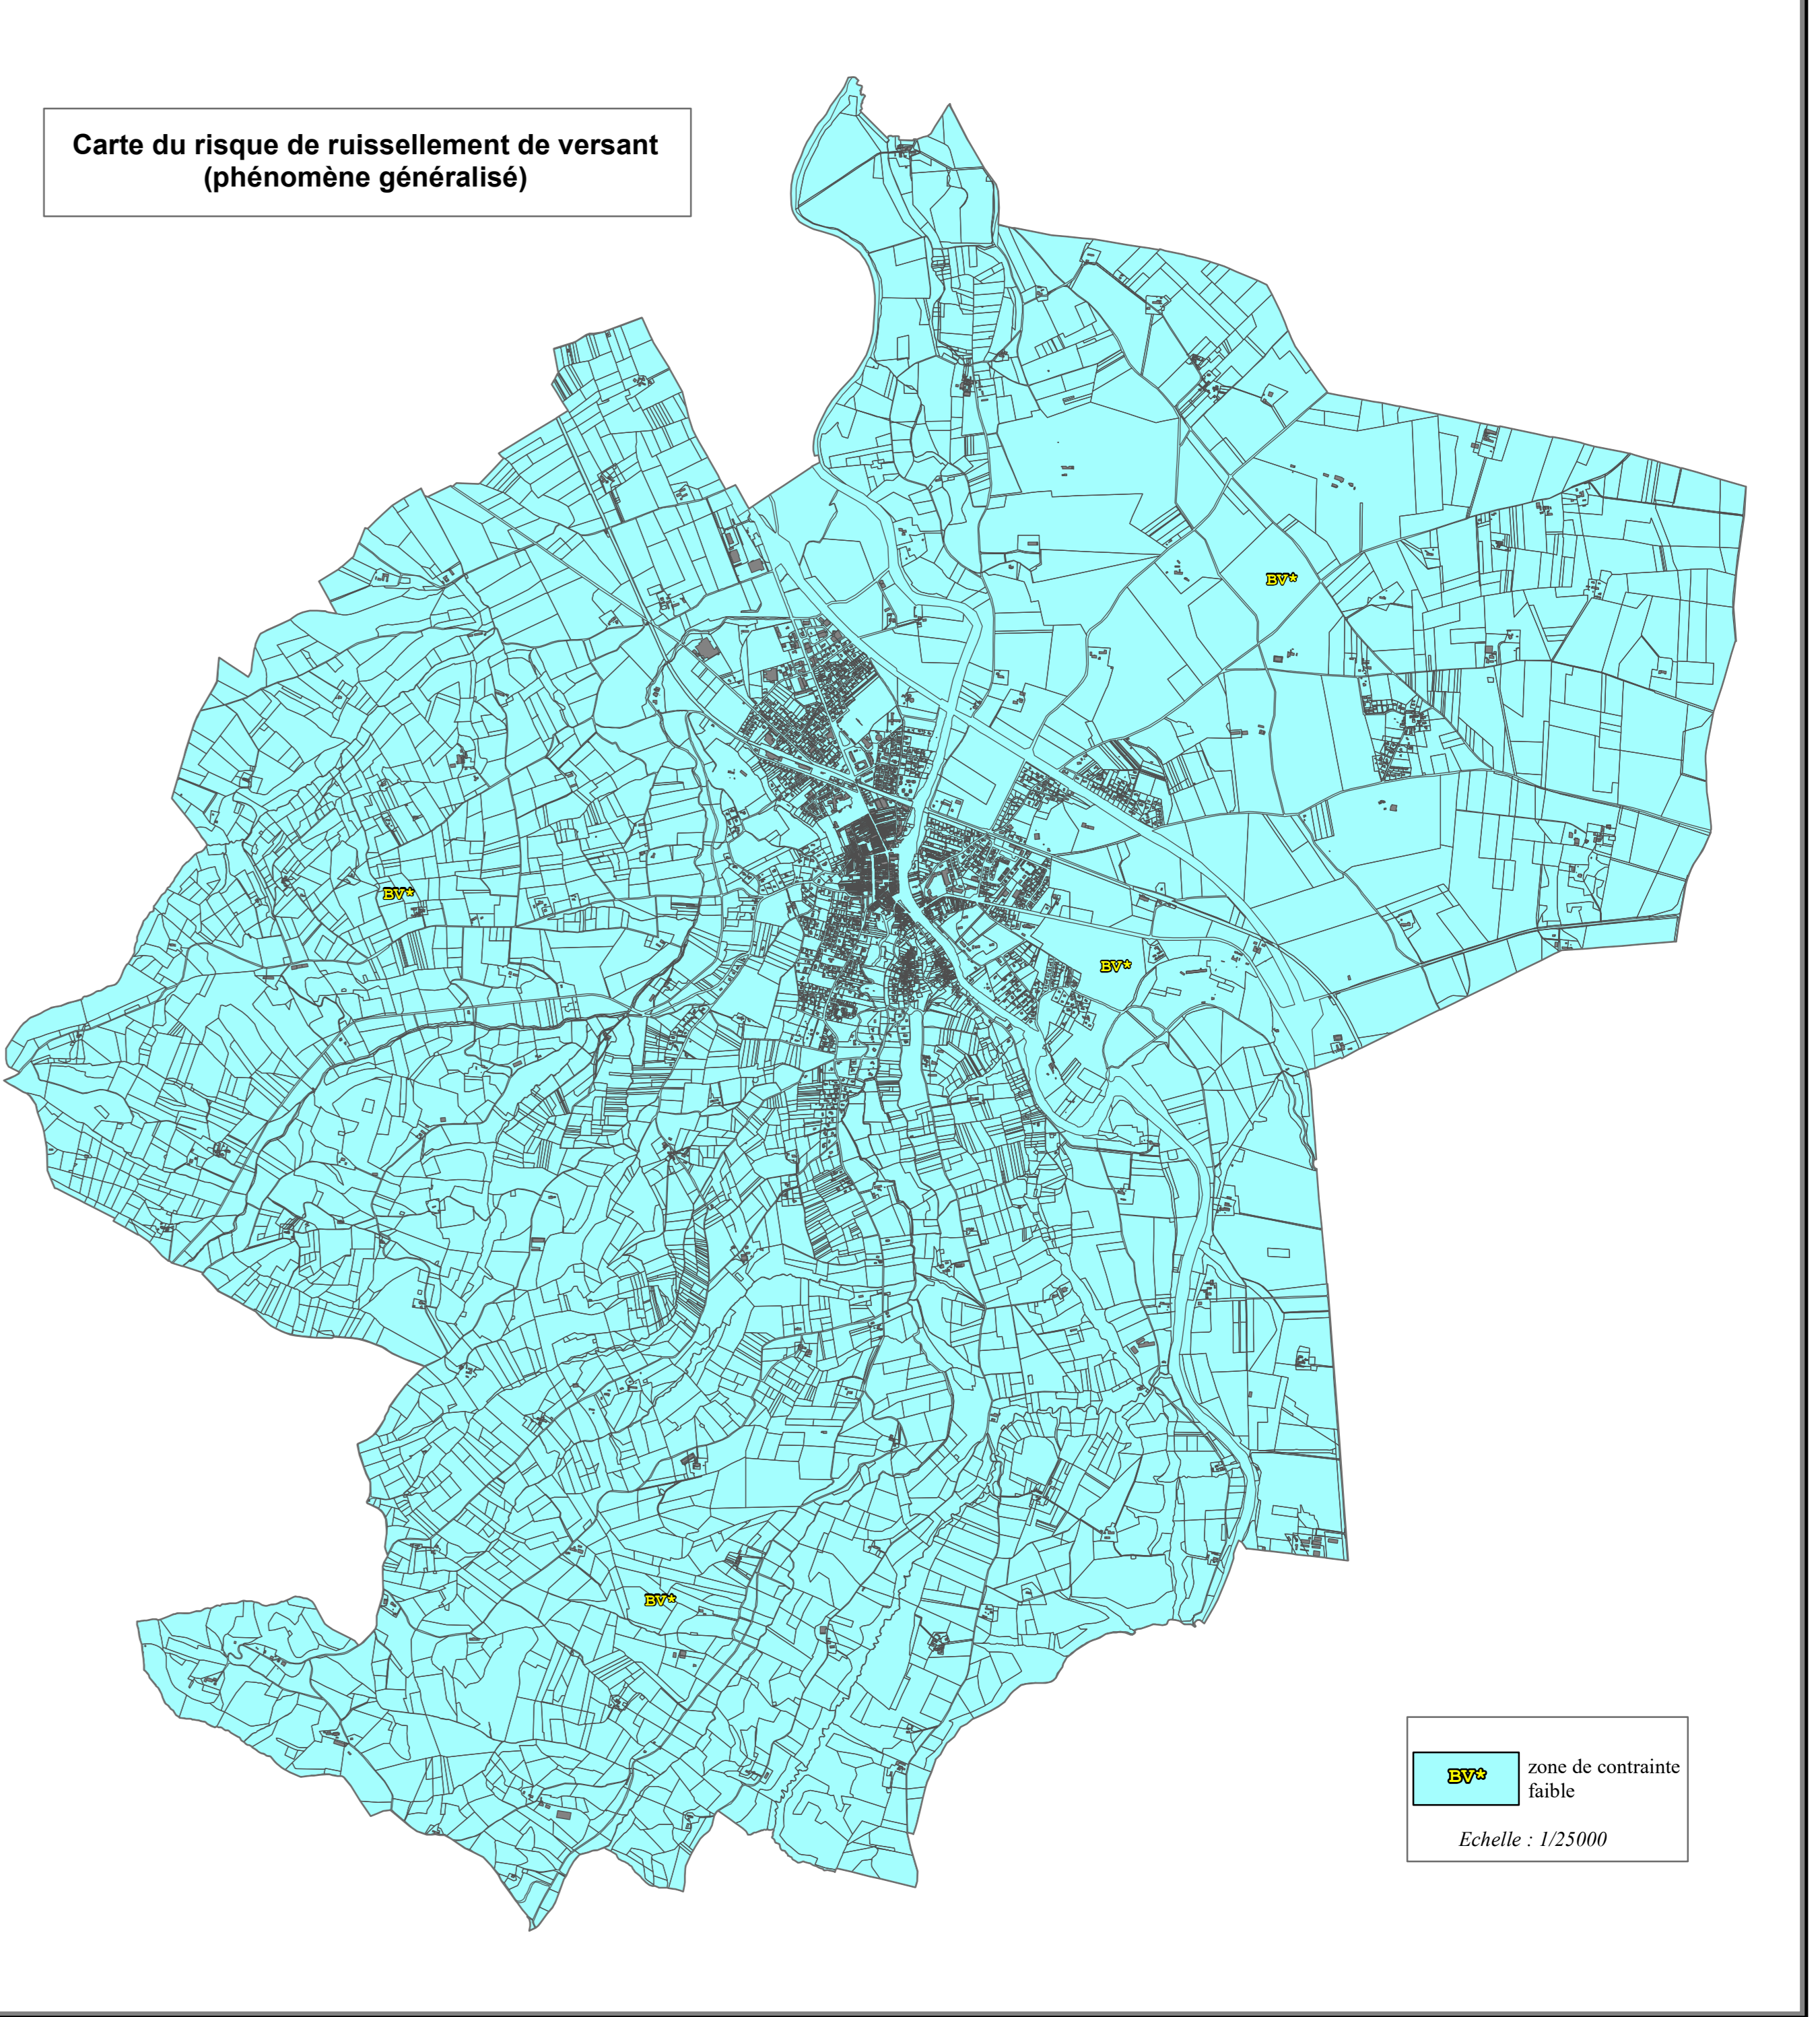 Carte du risque de ruissellement de versant
(phénomène généralisé)
BV*
BV*
BV*
BV*
BV*
zone de contrainte
faible
Echelle : 1/25000